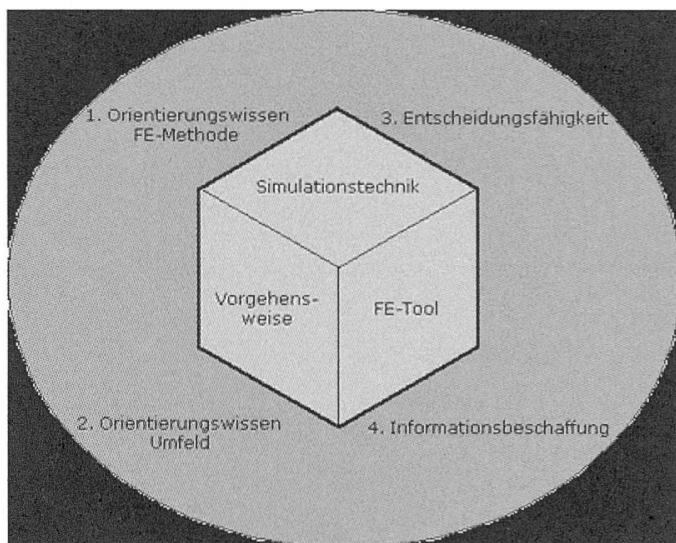 1. Orientierungswissen
FE-Methode
3. Entscheidungsfähigkeit
Simulationstechnik
Vorgehens-
weise
FE-Tool
2. Orientierungswissen
Umfeld
4. Informationsbeschaffung